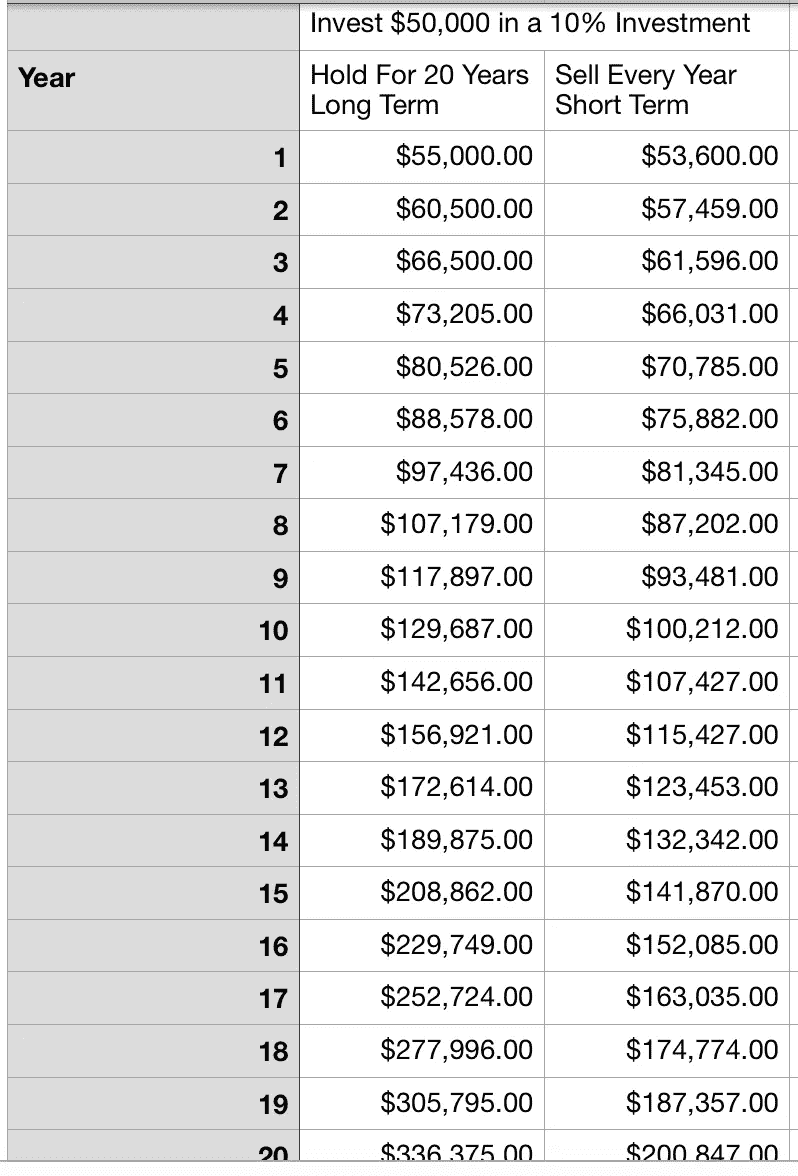 Invest $50,000 in a 10% Investment
Year Hold For 20 Years Sell Every Year
Long Term Short Term
1 $55,000.00 $53,600.00
2 $60,500.00 $57,459.00
3 $66,500.00 $61,596.00
4 $73,205.00 $66,031.00
5 $80,526.00 $70,785.00
6 $88,578.00 $75,882.00
7 $97,436.00 $81,345.00
8 $107,179.00 $87,202.00
9 $117,897.00 $93,481.00
10 $129,687.00 $100,212.00
11 $142,656.00 $107,427.00
12 $156,921.00 $115,427.00
13 $172,614.00 $123,453.00
14 $189,875.00 $132,342.00
15 $208,862.00 $141,870.00
16 $229,749.00 $152,085.00
17 $252,724.00 $163,035.00
18 $277,996.00 $174,774.00
19 $305,795.00 $187,357.00
20 $336,375.00 $200,847.00